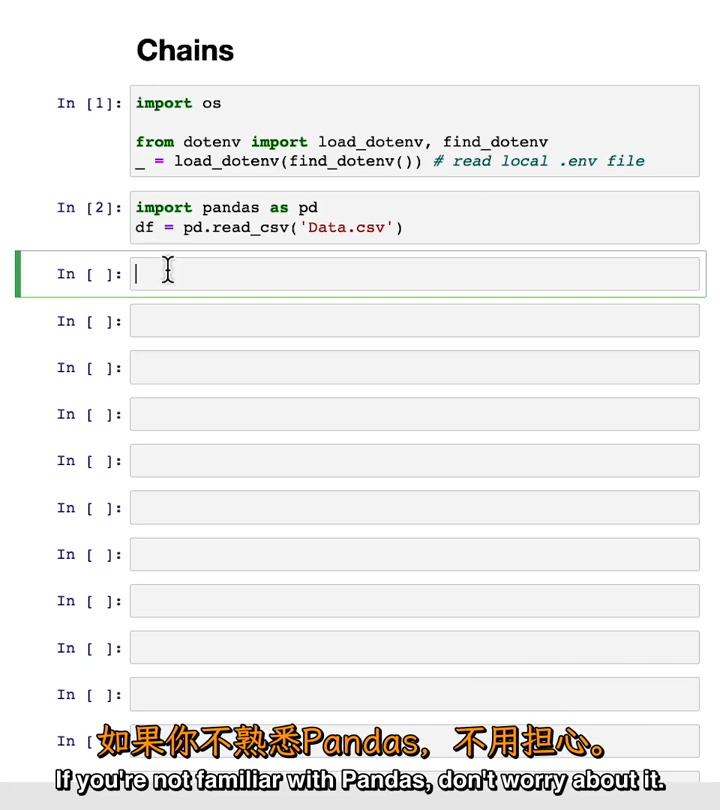 Chains
In [1]: import os
from dotenv import load_dotenv, find_dotenv
_ = load_dotenv(find_dotenv()) # read local .env file
In [2]: import pandas as pd
df = pd.read_csv('Data.csv')
In [ ]:
In [ ]:
In [ ]:
In [ ]:
In [ ]:
In [ ]:
In [ ]:
In [ ]:
In [ ]:
In [ ]:
In [
如果你不熟悉Pandas，不用担心。
If you're not familiar with Pandas, don't worry about it.